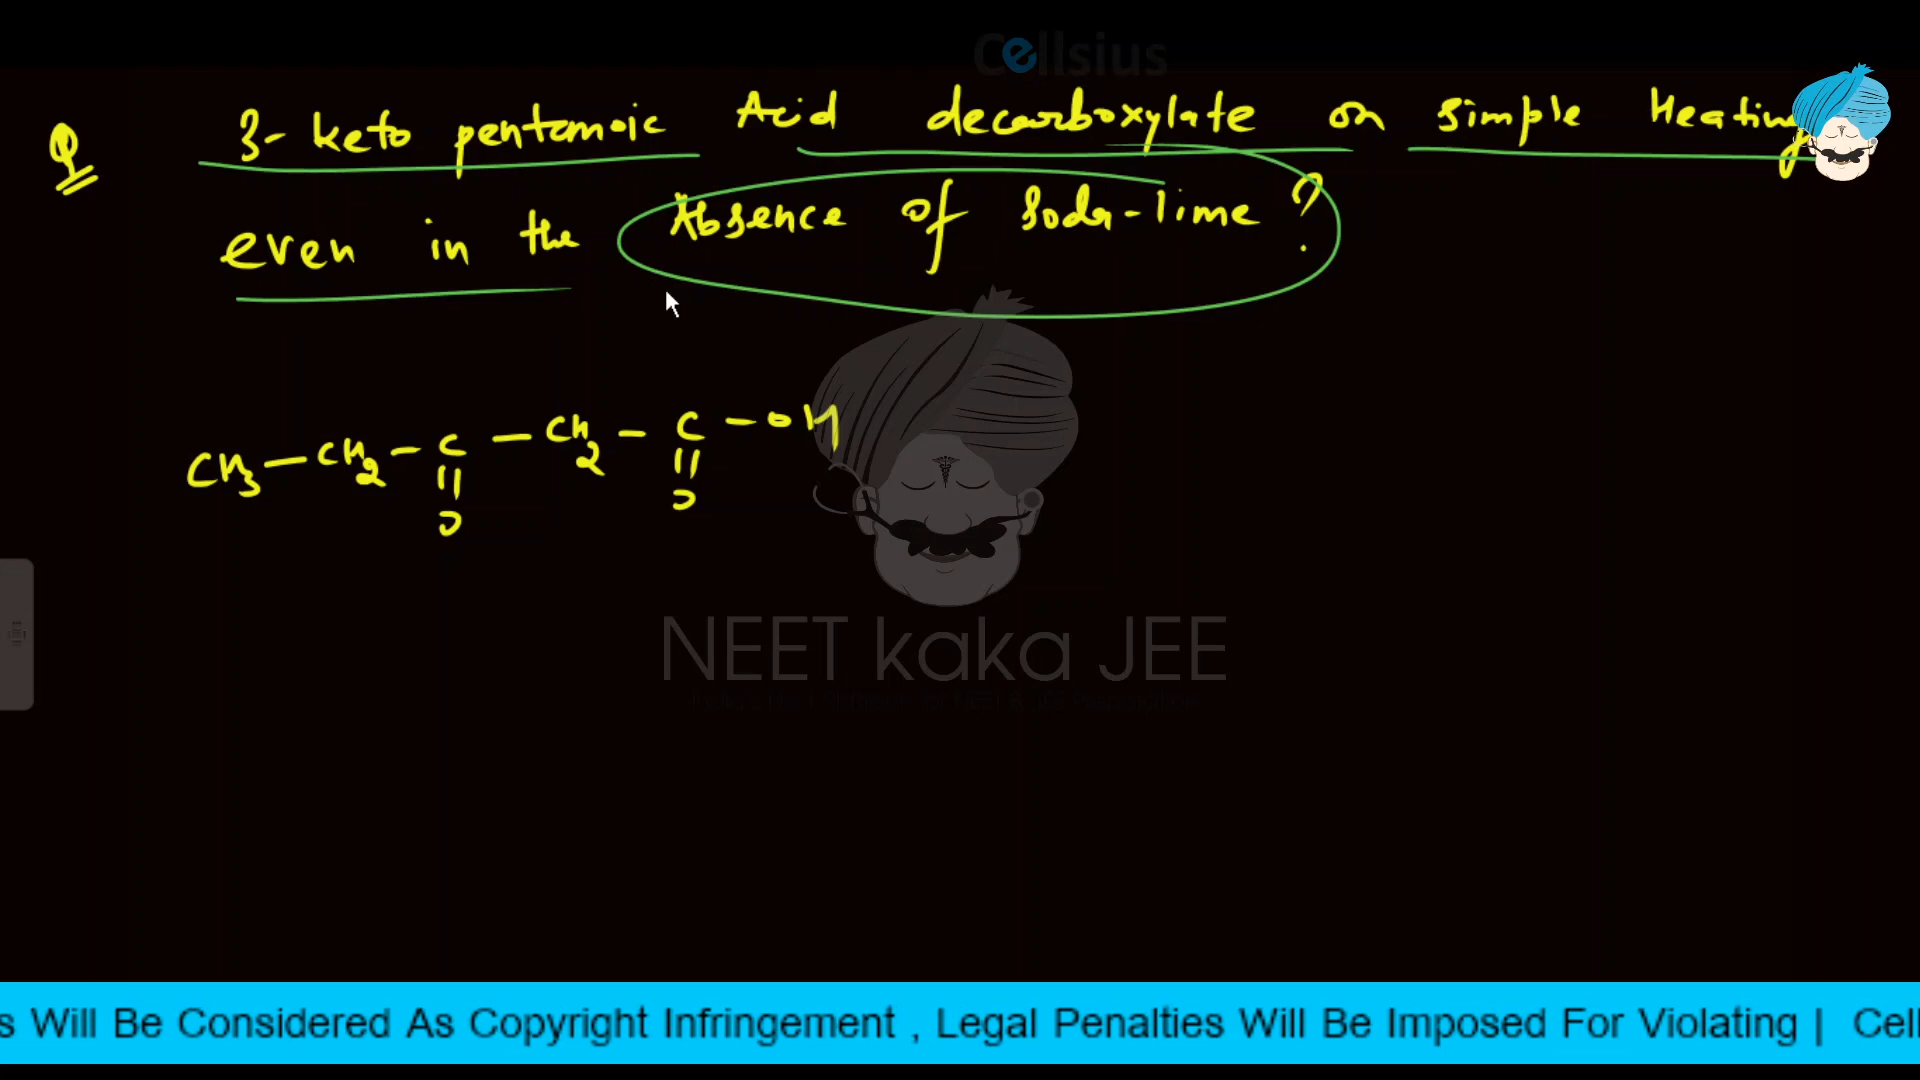 Cellsius
Q 3- keto pentanoic Acid decarboxylate on simple Heating
even in the Absence of Soda-lime ?
CH3 — CH2 — C — CH2 — C — OH
|| ||
O O
NEET kaka JEE
s Will Be Considered As Copyright Infringement , Legal Penalties Will Be Imposed For Violating | Cell